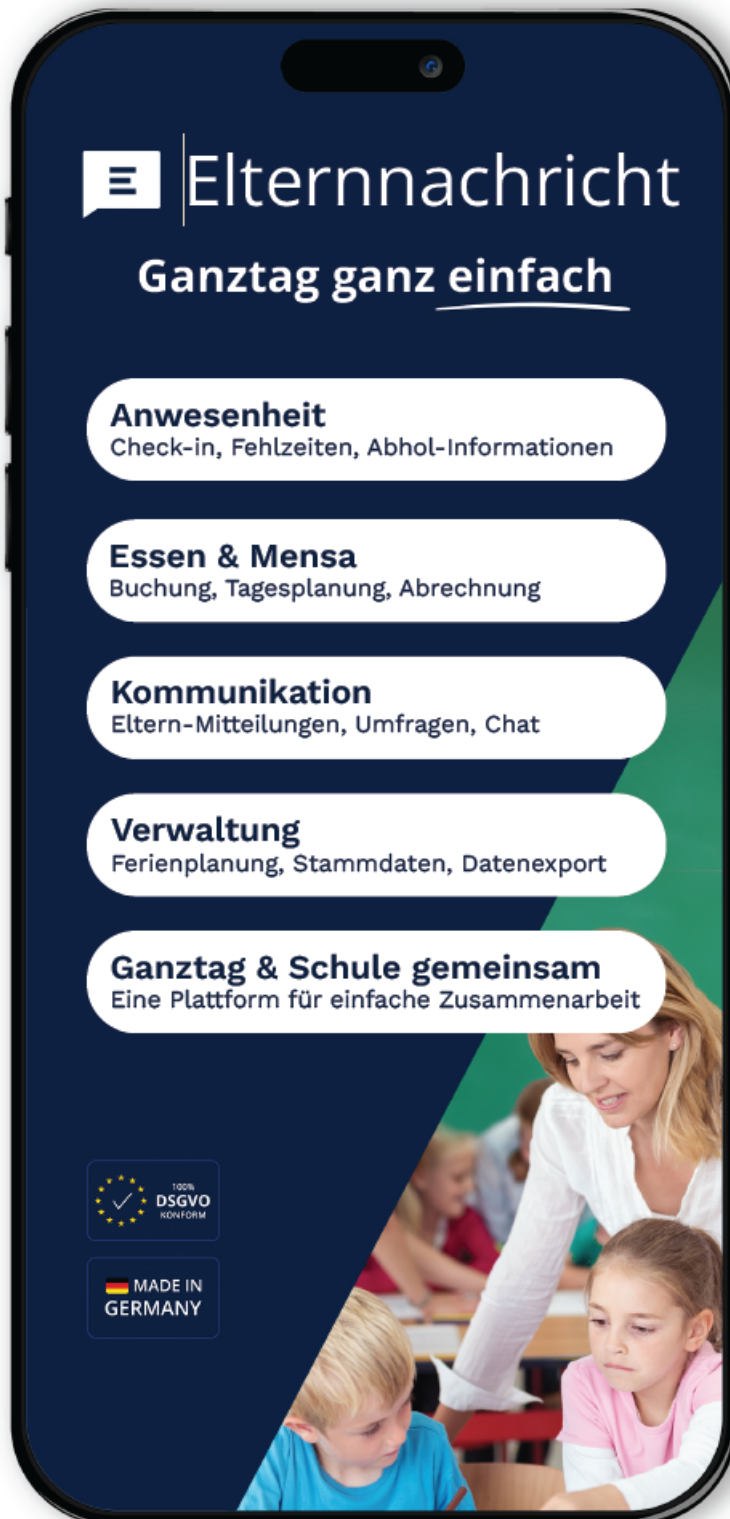 Elternnachricht
Ganztag ganz einfach
Anwesenheit
Check-in, Fehlzeiten, Abhol-Informationen
Essen & Mensa
Buchung, Tagesplanung, Abrechnung
Kommunikation
Eltern-Mitteilungen, Umfragen, Chat
Verwaltung
Ferienplanung, Stammdaten, Datenexport
Ganztag & Schule gemeinsam
Eine Plattform für einfache Zusammenarbeit
100%
DSGVO
KONFORM
MADE IN
GERMANY